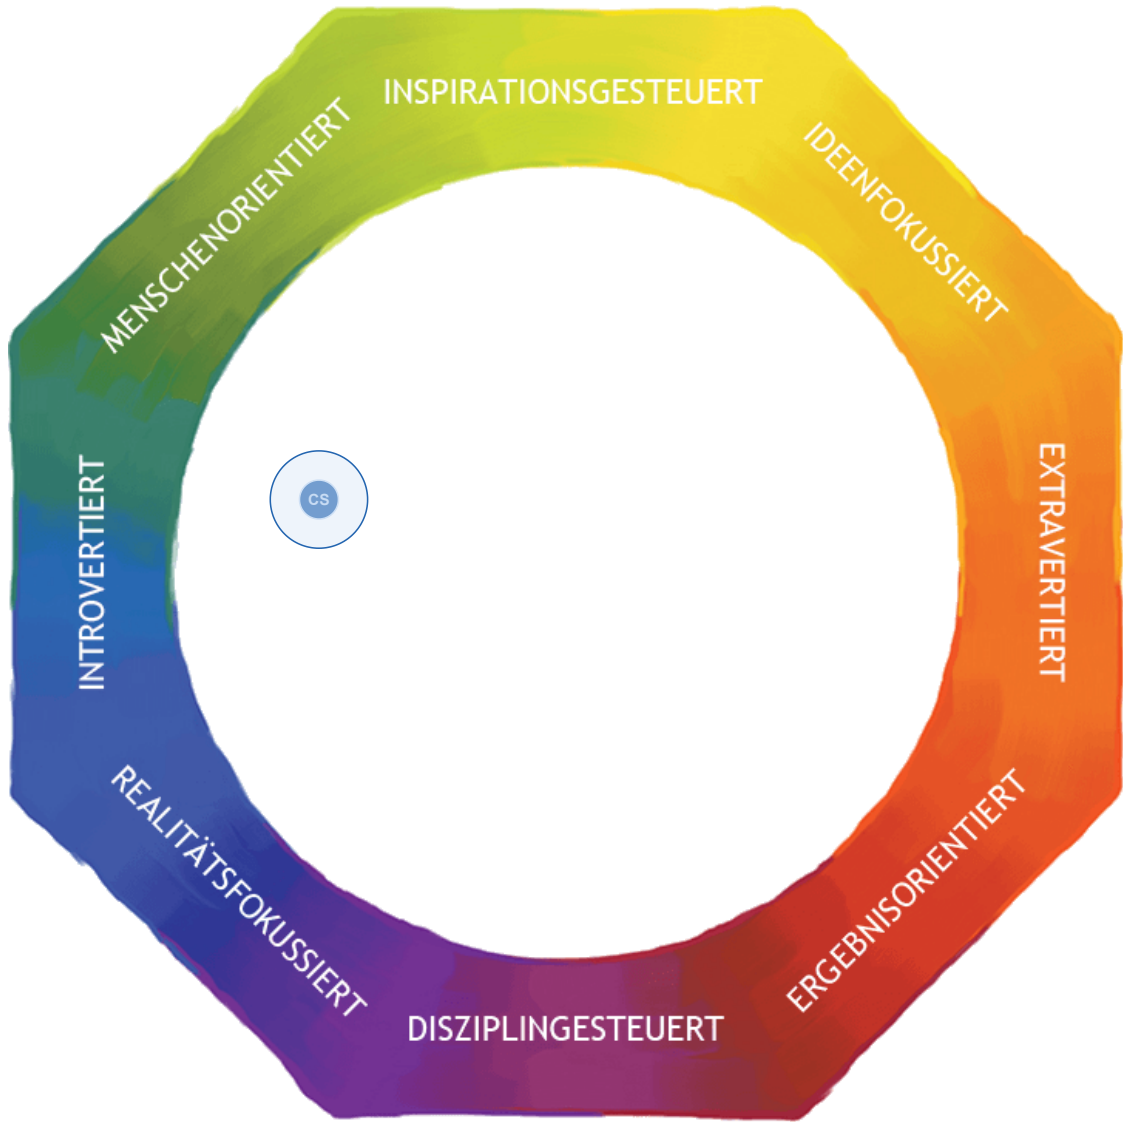 INSPIRATIONSGESTEUERT
IDEENFOKUSSIERT
EXTRAVERTIERT
ERGEBNISORIENTIERT
DISZIPLINGESTEUERT
REALITÄTSFOKUSSIERT
INTROVERTIERT
MENSCHENORIENTIERT
CS